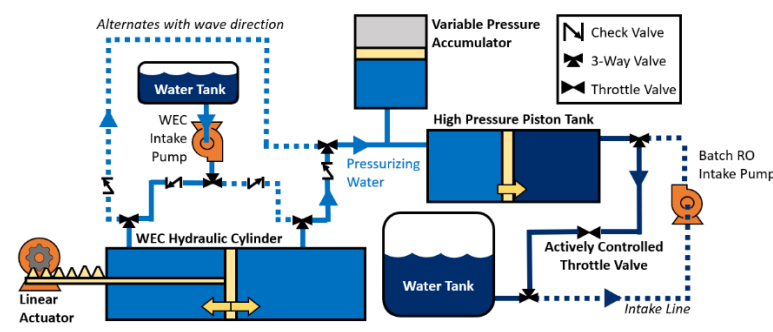 Alternates with wave direction
Variable Pressure
Accumulator
Check Valve
3-Way Valve
Throttle Valve
Water Tank
WEC
Intake
Pump
High Pressure Piston Tank
Pressurizing
Water
Batch RO
Intake Pump
WEC Hydraulic Cylinder
Actively Controlled
Throttle Valve
Water Tank
Linear
Actuator
Intake Line